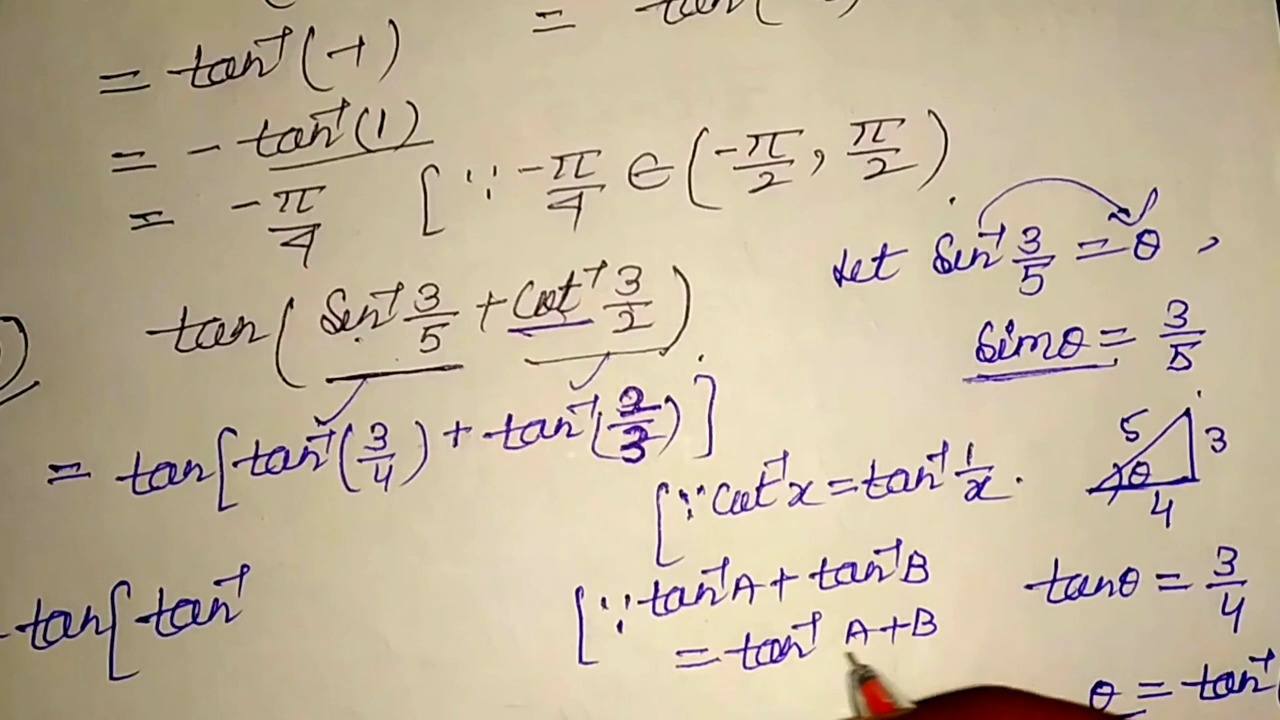 = tan(
= tan⁻¹(-1)
= - tan⁻¹(1)
= -π/4 [∵ -π/4 ∈ (-π/2, π/2)
tan(Sin⁻¹ 3/5 + Cot⁻¹ 3/2).
= tan[tan⁻¹(3/4) + tan⁻¹(2/3)]
[∵ Cot⁻¹x = tan⁻¹ 1/x.
tan[tan⁻¹
[∵ tan⁻¹A + tan⁻¹B
= tan⁻¹ A+B
Let Sin⁻¹ 3/5 = θ,
Sinθ = 3/5
5 3
θ
4
tanθ = 3/4
θ = tan⁻¹